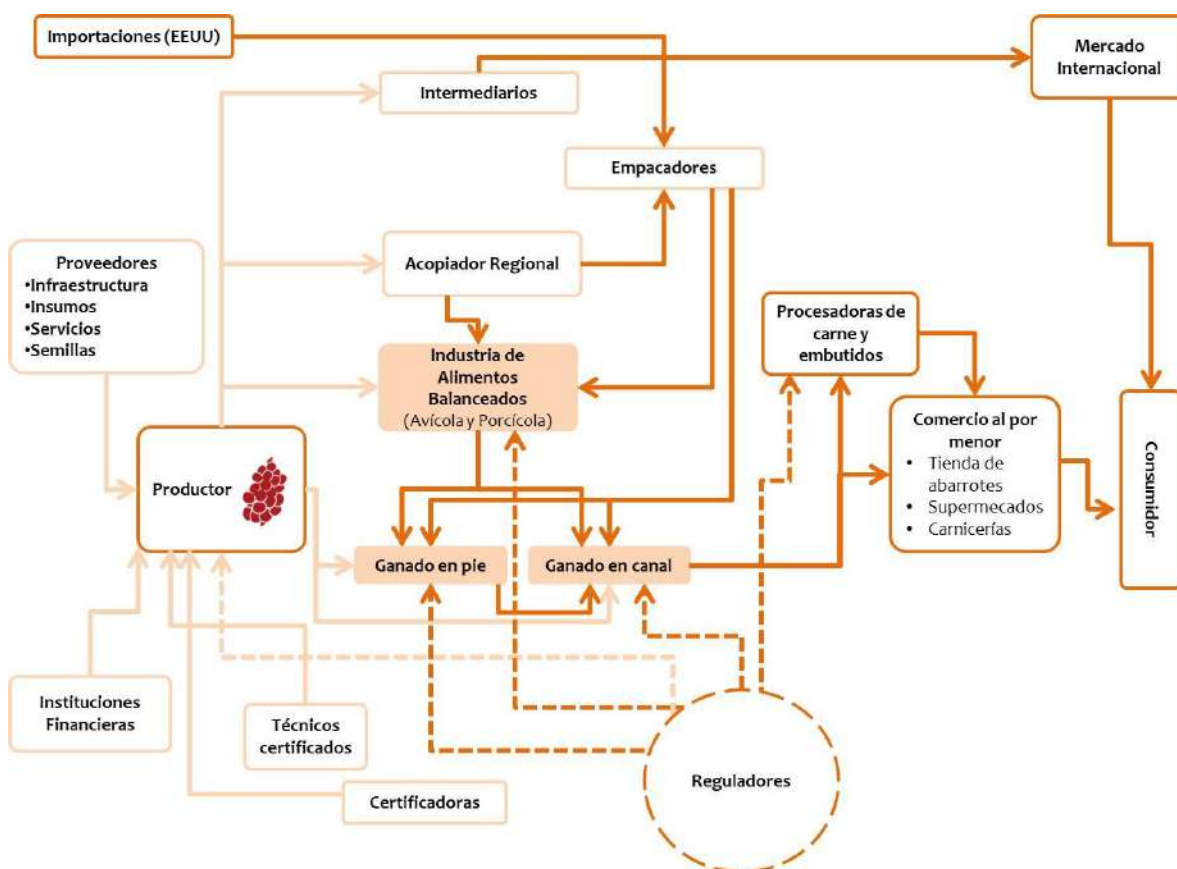 Importaciones (EEUU)
Mercado
Internacional
Intermediarios
Empacadores
Proveedores
•Infraestructura
•Insumos
•Servicios
•Semillas
Acopiador Regional
Procesadoras de
carne y
embutidos
Industria de
Alimentos
Balanceados
(Avícola y Porcícola)
Comercio al por
menor
• Tienda de
abarrotes
• Supermecados
• Carnicerías
Consumidor
Productor
Ganado en pie
Ganado en canal
Instituciones
Financieras
Técnicos
certificados
Reguladores
Certificadoras